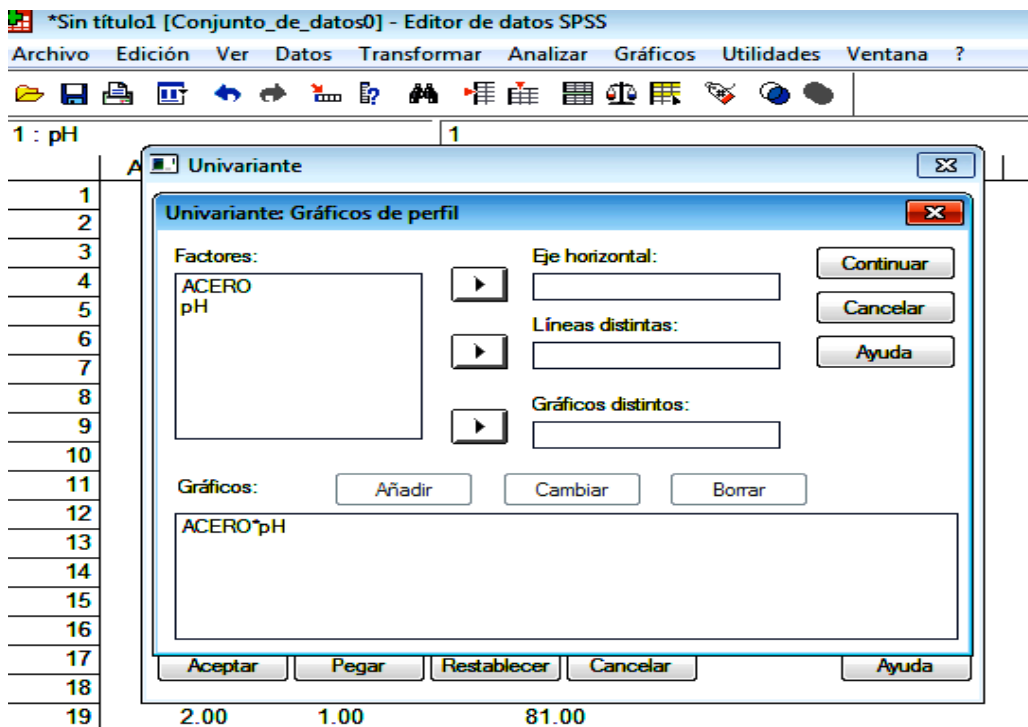 *Sin título1 [Conjunto_de_datos0] - Editor de datos SPSS
Archivo Edición Ver Datos Transformar Analizar Gráficos Utilidades Ventana ?
1 : pH 1
A
Univariante
Univariante: Gráficos de perfil
Factores:
ACERO
pH
Eje horizontal:
Líneas distintas:
Gráficos distintos:
Continuar
Cancelar
Ayuda
Gráficos:
Añadir Cambiar Borrar
ACERO*pH
Aceptar Pegar Restablecer Cancelar Ayuda
1
2
3
4
5
6
7
8
9
10
11
12
13
14
15
16
17
18
19 2.00 1.00 81.00